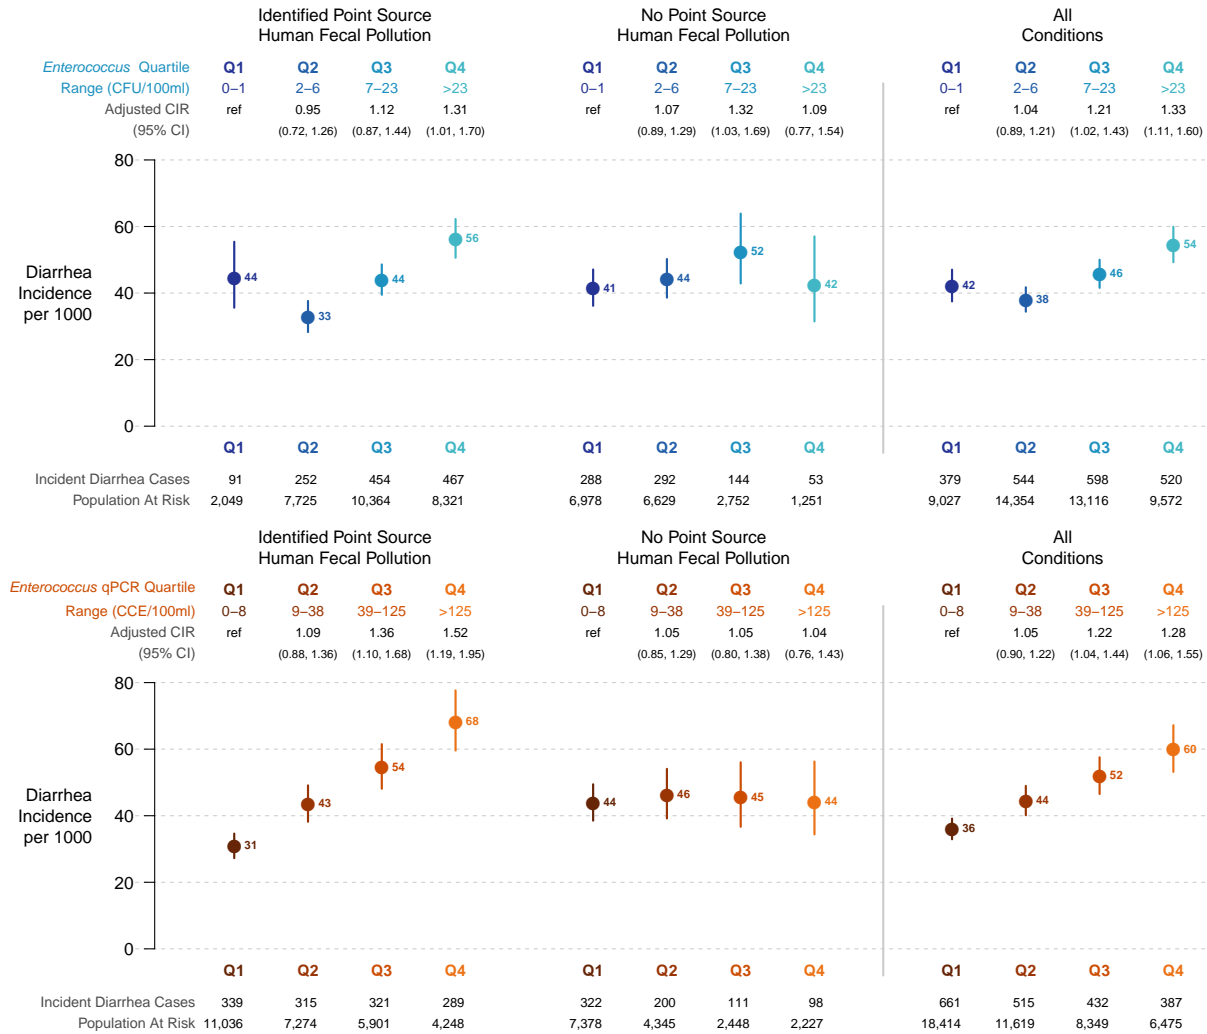 Identified Point Source No Point Source All
Human Fecal Pollution Human Fecal Pollution Conditions
Enterococcus Quartile Q1 Q2 Q3 Q4 Q1 Q2 Q3 Q4 Q1 Q2 Q3 Q4
Range (CFU/100ml) 0–1 2–6 7–23 >23 0–1 2–6 7–23 >23 0–1 2–6 7–23 >23
Adjusted CIR ref 0.95 1.12 1.31 ref 1.07 1.32 1.09 ref 1.04 1.21 1.33
(95% CI) (0.72, 1.26) (0.87, 1.44) (1.01, 1.70) (0.89, 1.29) (1.03, 1.69) (0.77, 1.54) (0.89, 1.21) (1.02, 1.43) (1.11, 1.60)
80
60
40
20
0
Diarrhea
Incidence
per 1000
44 33 44 56 41 44 52 42 42 38 46 54
Q1 Q2 Q3 Q4 Q1 Q2 Q3 Q4 Q1 Q2 Q3 Q4
Incident Diarrhea Cases 91 252 454 467 288 292 144 53 379 544 598 520
Population At Risk 2,049 7,725 10,364 8,321 6,978 6,629 2,752 1,251 9,027 14,354 13,116 9,572
Identified Point Source No Point Source All
Human Fecal Pollution Human Fecal Pollution Conditions
Enterococcus qPCR Quartile Q1 Q2 Q3 Q4 Q1 Q2 Q3 Q4 Q1 Q2 Q3 Q4
Range (CCE/100ml) 0–8 9–38 39–125 >125 0–8 9–38 39–125 >125 0–8 9–38 39–125 >125
Adjusted CIR ref 1.09 1.36 1.52 ref 1.05 1.05 1.04 ref 1.05 1.22 1.28
(95% CI) (0.88, 1.36) (1.10, 1.68) (1.19, 1.95) (0.85, 1.29) (0.80, 1.38) (0.76, 1.43) (0.90, 1.22) (1.04, 1.44) (1.06, 1.55)
80
60
40
20
0
Diarrhea
Incidence
per 1000
31 43 54 68 44 46 45 44 36 44 52 60
Q1 Q2 Q3 Q4 Q1 Q2 Q3 Q4 Q1 Q2 Q3 Q4
Incident Diarrhea Cases 339 315 321 289 322 200 111 98 661 515 432 387
Population At Risk 11,036 7,274 5,901 4,248 7,378 4,345 2,448 2,227 18,414 11,619 8,349 6,475